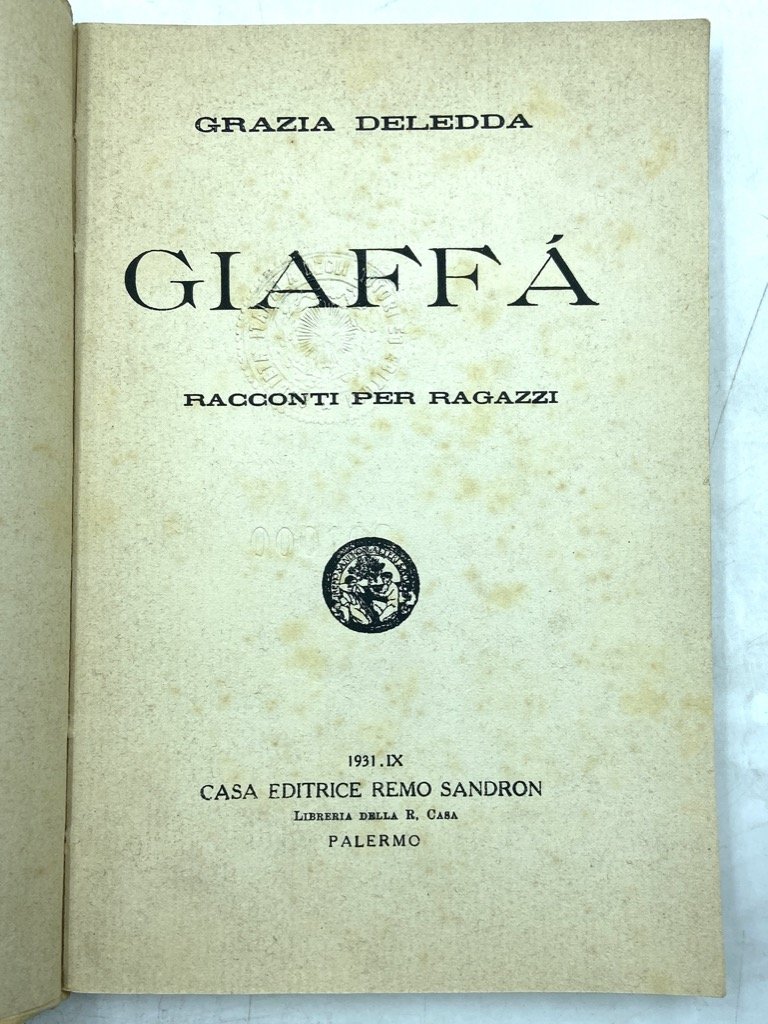 GRAZIA DELEDDA
GIAFFÁ
RACCONTI PER RAGAZZI
1931.IX
CASA EDITRICE REMO SANDRON
LIBRERIA DELLA R. CASA
PALERMO